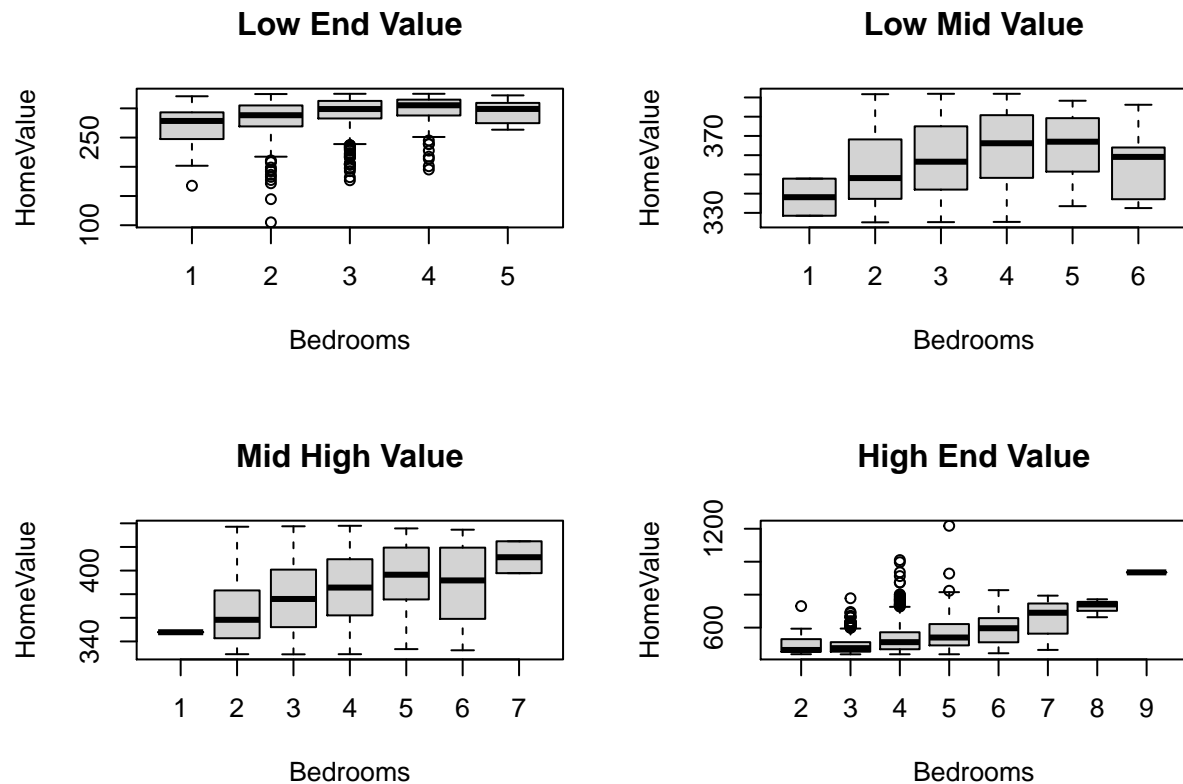 Low End Value
HomeValue
100 250
1 2 3 4 5
Bedrooms
Low Mid Value
HomeValue
330 370
1 2 3 4 5 6
Bedrooms
Mid High Value
HomeValue
340 400
1 2 3 4 5 6 7
Bedrooms
High End Value
HomeValue
600 1200
2 3 4 5 6 7 8 9
Bedrooms